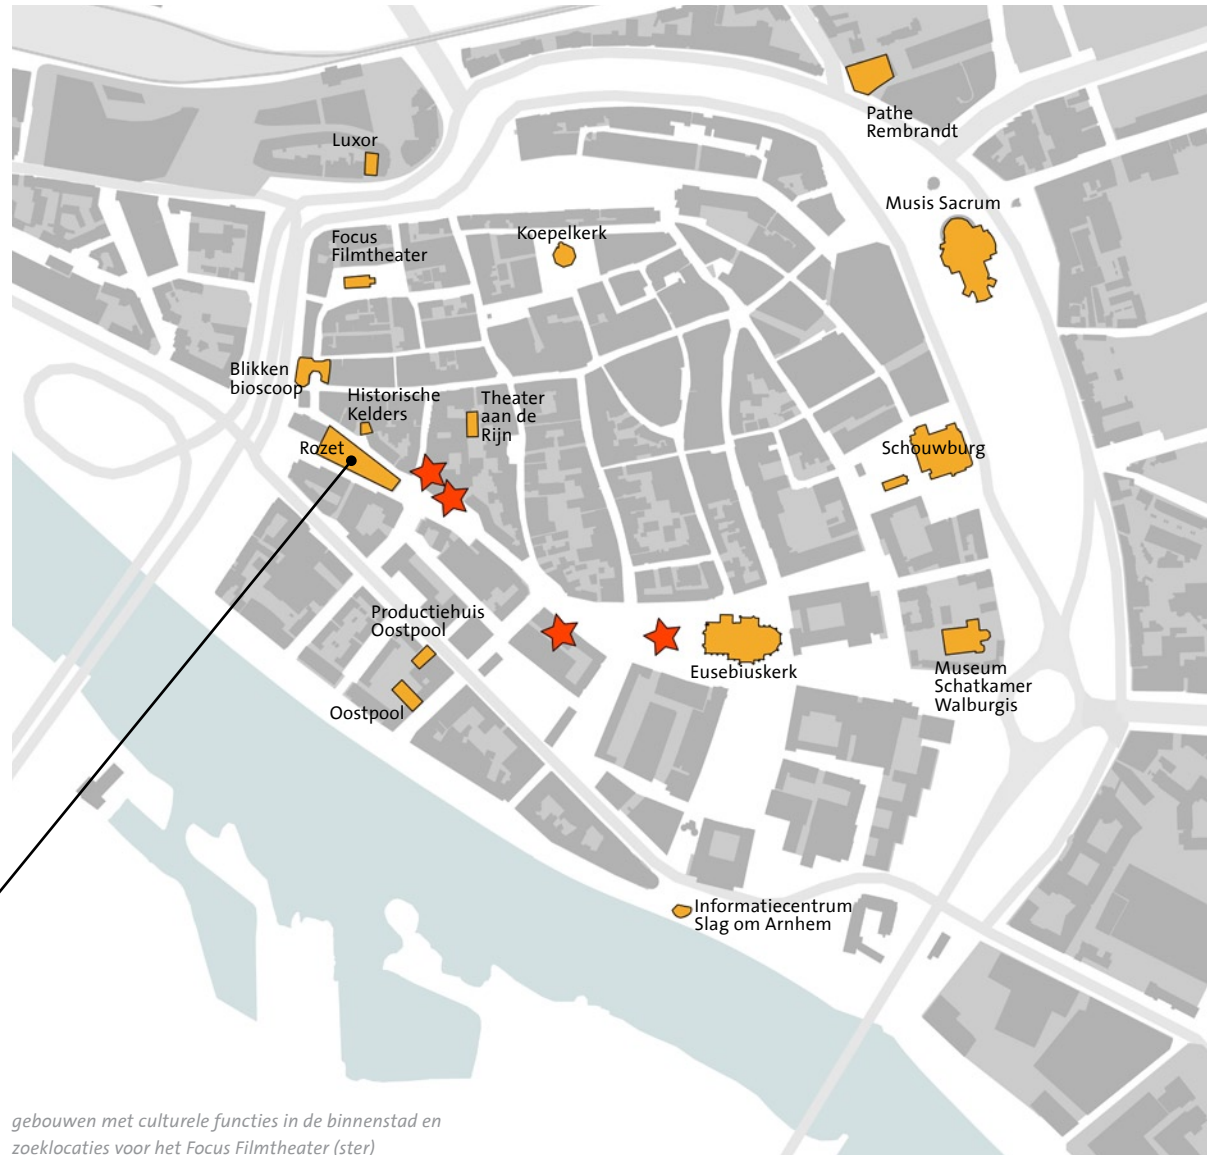 Pathe
Rembrandt
Luxor
Musis Sacrum
Focus
Filmtheater
Koepelkerk
Blikken
bioscoop
Historische
Kelders
Theater
aan de
Rijn
Rozet
Schouwburg
Productiehuis
Oostpool
Oostpool
Eusebiuskerk
Museum
Schatkamer
Walburgis
Informatiecentrum
Slag om Arnhem
gebouwen met culturele functies in de binnenstad en
zoeklocaties voor het Focus Filmtheater (ster)